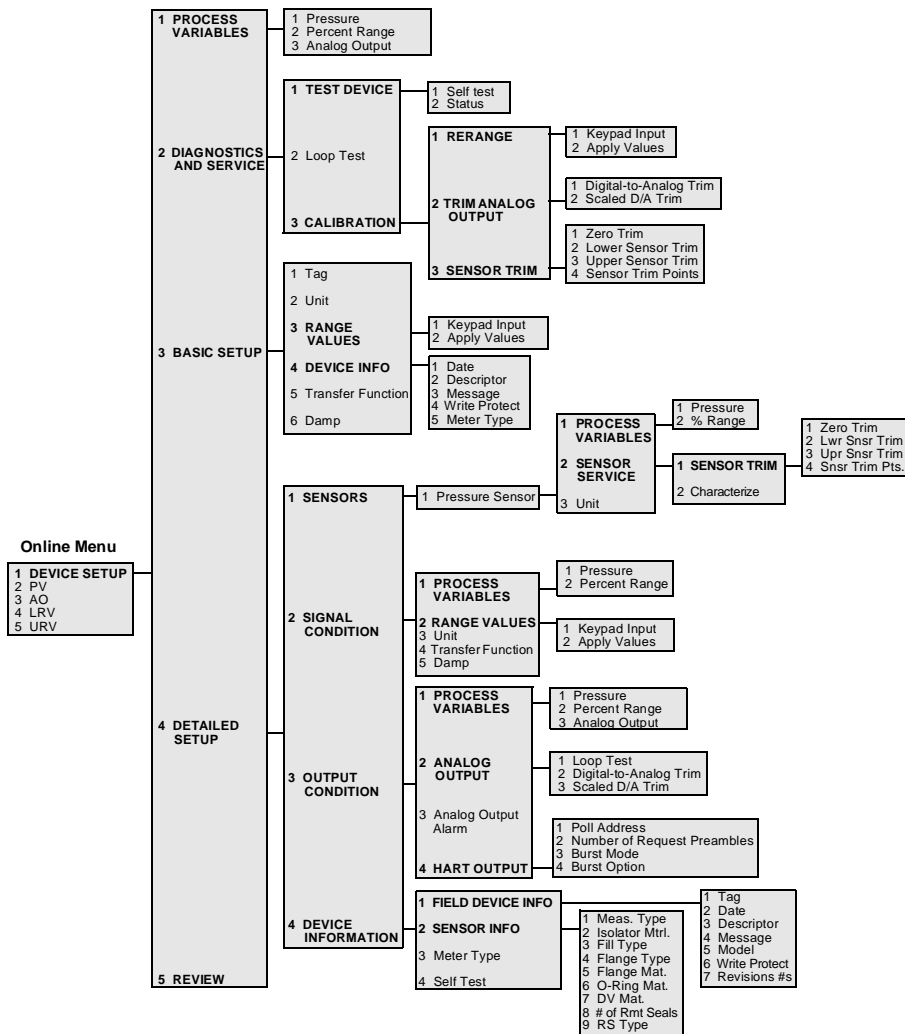 Online Menu
1 DEVICE SETUP
2 PV
3 AO
4 LRV
5 URV
1 PROCESS
VARIABLES
2 DIAGNOSTICS
AND SERVICE
3 BASIC SETUP
4 DETAILED
SETUP
5 REVIEW
1 Pressure
2 Percent Range
3 Analog Output
1 TEST DEVICE
2 Loop Test
3 CALIBRATION
1 Self test
2 Status
1 RERANGE
2 TRIM ANALOG
OUTPUT
3 SENSOR TRIM
1 Keypad Input
2 Apply Values
1 Digital-to-Analog Trim
2 Scaled D/A Trim
1 Zero Trim
2 Lower Sensor Trim
3 Upper Sensor Trim
4 Sensor Trim Points
1 Tag
2 Unit
3 RANGE
VALUES
4 DEVICE INFO
5 Transfer Function
6 Damp
1 Keypad Input
2 Apply Values
1 Date
2 Descriptor
3 Message
4 Write Protect
5 Meter Type
1 SENSORS
2 SIGNAL
CONDITION
3 OUTPUT
CONDITION
4 DEVICE
INFORMATION
1 Pressure Sensor
1 PROCESS
VARIABLES
2 SENSOR
SERVICE
3 Unit
1 Pressure
2 % Range
1 SENSOR TRIM
2 Characterize
1 Zero Trim
2 Lwr Snsr Trim
3 Upr Snsr Trim
4 Snsr Trim Pts.
1 PROCESS
VARIABLES
2 RANGE VALUES
3 Unit
4 Transfer Function
5 Damp
1 Pressure
2 Percent Range
1 Keypad Input
2 Apply Values
1 PROCESS
VARIABLES
2 ANALOG
OUTPUT
3 Analog Output
Alarm
4 HART OUTPUT
1 Pressure
2 Percent Range
3 Analog Output
1 Loop Test
2 Digital-to-Analog Trim
3 Scaled D/A Trim
1 Poll Address
2 Number of Request Preambles
3 Burst Mode
4 Burst Option
1 FIELD DEVICE INFO
2 SENSOR INFO
3 Meter Type
4 Self Test
1 Meas. Type
2 Isolator Mtrl.
3 Fill Type
4 Flange Type
5 Flange Mat.
6 O-Ring Mat.
7 DV Mat.
8 # of Rmt Seals
9 RS Type
1 Tag
2 Date
3 Descriptor
4 Message
5 Model
6 Write Protect
7 Revisions #s